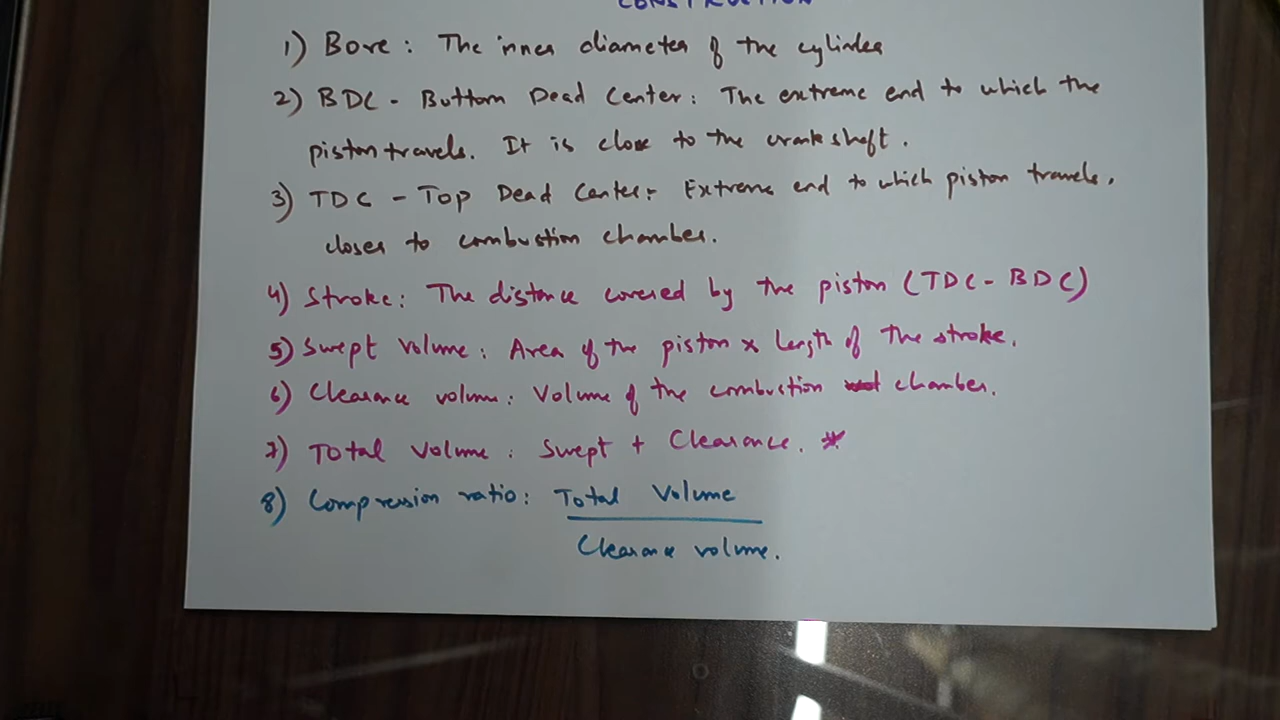 CONSTRUCTION
1) Bore: The inner diameter of the cylinder
2) BDC - Buttom Dead Center: The extreme end to which the
piston travels. It is close to the crank shaft.
3) TDC - Top Dead Center: Extreme end to which piston travels.
closer to combustion chamber.
4) Stroke: The distance covered by the piston (TDC - BDC)
5) Swept Volume: Area of the piston x length of the stroke.
6) Clearance volume: Volume of the combustion chamber.
7) Total Volume: Swept + Clearance. *
8) Compression ratio: Total Volume
Clearance volume.